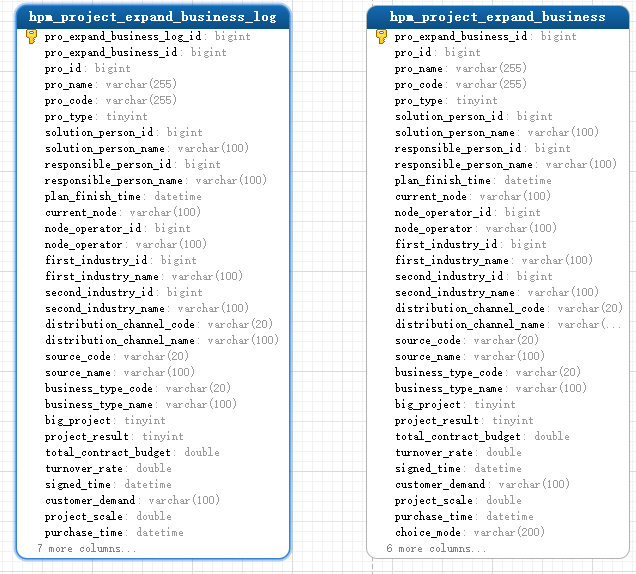 hpm_project_expand_business_log
pro_expand_business_log_id: bigint
pro_expand_business_id: bigint
pro_id: bigint
pro_name: varchar(255)
pro_code: varchar(255)
pro_type: tinyint
solution_person_id: bigint
solution_person_name: varchar(100)
responsible_person_id: bigint
responsible_person_name: varchar(100)
plan_finish_time: datetime
current_node: varchar(100)
node_operator_id: bigint
node_operator: varchar(100)
first_industry_id: bigint
first_industry_name: varchar(100)
second_industry_id: bigint
second_industry_name: varchar(100)
distribution_channel_code: varchar(20)
distribution_channel_name: varchar(100)
source_code: varchar(20)
source_name: varchar(100)
business_type_code: varchar(20)
business_type_name: varchar(100)
big_project: tinyint
project_result: tinyint
total_contract_budget: double
turnover_rate: double
signed_time: datetime
customer_demand: varchar(100)
project_scale: double
purchase_time: datetime
7 more columns...
hpm_project_expand_business
pro_expand_business_id: bigint
pro_id: bigint
pro_name: varchar(255)
pro_code: varchar(255)
pro_type: tinyint
solution_person_id: bigint
solution_person_name: varchar(100)
responsible_person_id: bigint
responsible_person_name: varchar(100)
plan_finish_time: datetime
current_node: varchar(100)
node_operator_id: bigint
node_operator: varchar(100)
first_industry_id: bigint
first_industry_name: varchar(100)
second_industry_id: bigint
second_industry_name: varchar(100)
distribution_channel_code: varchar(20)
distribution_channel_name: varchar(...
source_code: varchar(20)
source_name: varchar(100)
business_type_code: varchar(20)
business_type_name: varchar(100)
big_project: tinyint
project_result: tinyint
total_contract_budget: double
turnover_rate: double
signed_time: datetime
customer_demand: varchar(100)
project_scale: double
purchase_time: datetime
choice_mode: varchar(200)
6 more columns...